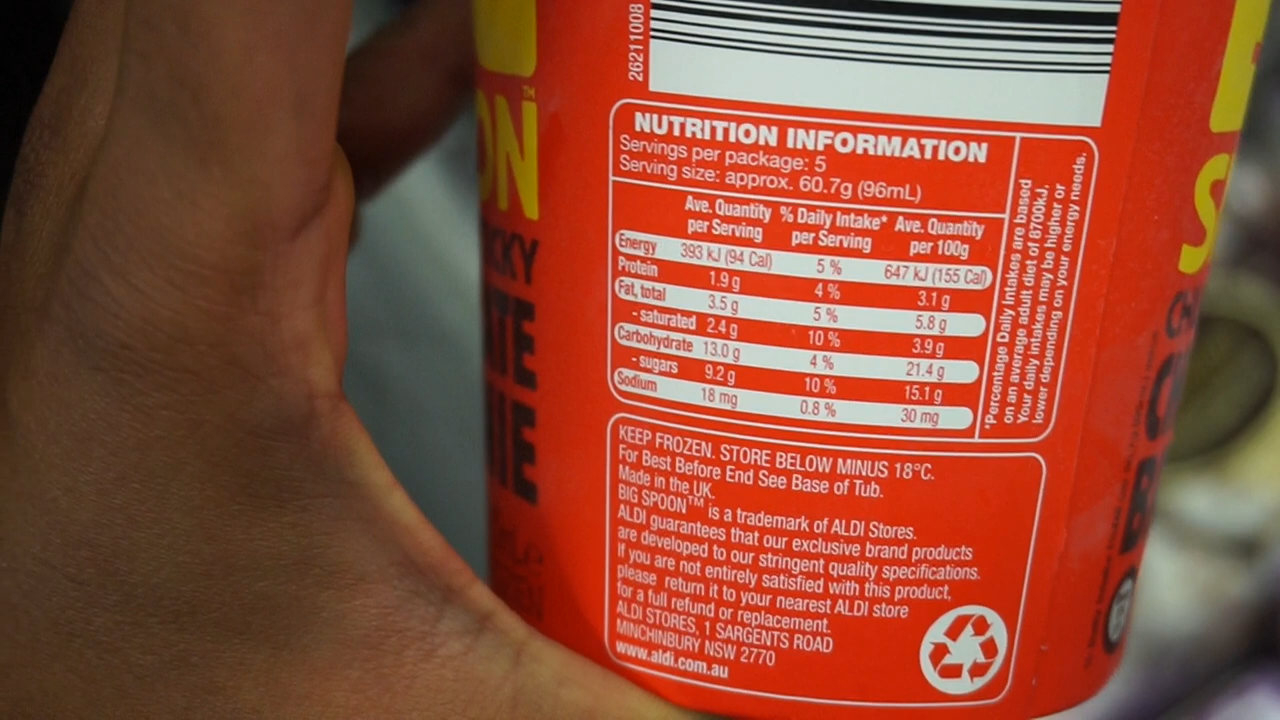 26211008
ON™
KKY
NUTRITION INFORMATION
Servings per package: 5
Serving size: approx. 60.7g (96mL)
Ave. Quantity per Serving % Daily Intake* per Serving Ave. Quantity per 100g
Energy 393 kJ (94 Cal) 5 % 647 kJ (155 Cal)
Protein 1.9 g 4 % 3.1 g
Fat, total 3.5 g 5 % 5.8 g
- saturated 2.4 g 10 % 3.9 g
Carbohydrate 13.0 g 4 % 21.4 g
- sugars 9.2 g 10 % 15.1 g
Sodium 18 mg 0.8 % 30 mg
*Percentage Daily Intakes are based
on an average adult diet of 8700kJ,
Your daily intakes may be higher or
lower depending on your energy needs.
KEEP FROZEN. STORE BELOW MINUS 18°C.
For Best Before End See Base of Tub.
Made in the UK.
BIG SPOON™ is a trademark of ALDI Stores.
ALDI guarantees that our exclusive brand products
are developed to our stringent quality specifications.
If you are not entirely satisfied with this product,
please return it to your nearest ALDI store
for a full refund or replacement.
ALDI STORES, 1 SARGENTS ROAD
MINCHINBURY NSW 2770
www.aldi.com.au